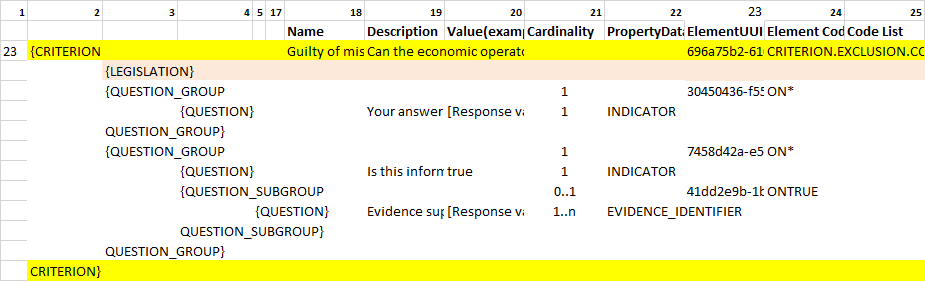 1 2 3 4 5 17 18 19 20 21 22 23 24 25
Name Description Value(exam Cardinality PropertyData ElementUUI Element Cod Code List
23 {CRITERION Guilty of mis Can the economic operato 696a75b2-61 CRITERION.EXCLUSION.CO
{LEGISLATION}
{QUESTION_GROUP 1 30450436-f55 ON*
{QUESTION} Your answer [Response va 1 INDICATOR
QUESTION_GROUP}
{QUESTION_GROUP 1 7458d42a-e5 ON*
{QUESTION} Is this inform true 1 INDICATOR
{QUESTION_SUBGROUP 0..1 41dd2e9b-1b ONTRUE
{QUESTION} Evidence sup [Response va 1..n EVIDENCE_IDENTIFIER
QUESTION_SUBGROUP}
QUESTION_GROUP}
CRITERION}